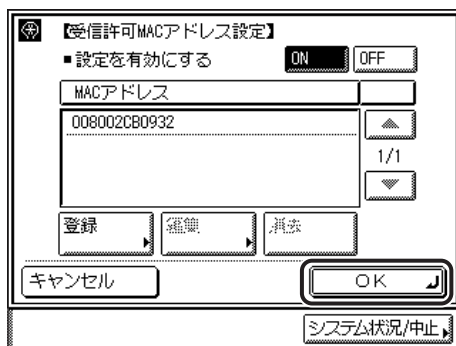 【受信許可MACアドレス設定】
■設定を有効にする ON OFF
MACアドレス
008002CB0932
1/1
登録 編集 消去
キャンセル OK
システム状況/中止